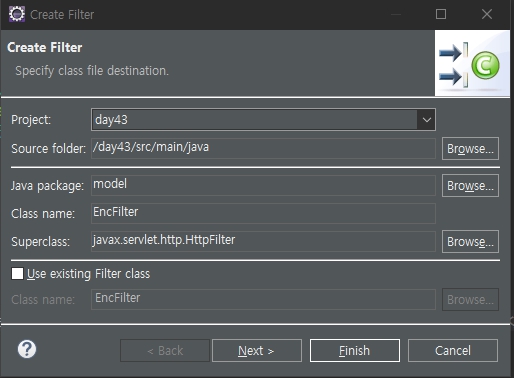 Create Filter
Create Filter
Specify class file destination.
C
Project: day43
Source folder: /day43/src/main/java Browse...
Java package: model Browse...
Class name: EncFilter
Superclass: javax.servlet.http.HttpFilter Browse...
Use existing Filter class
Class name: EncFilter Browse...
? < Back Next > Finish Cancel